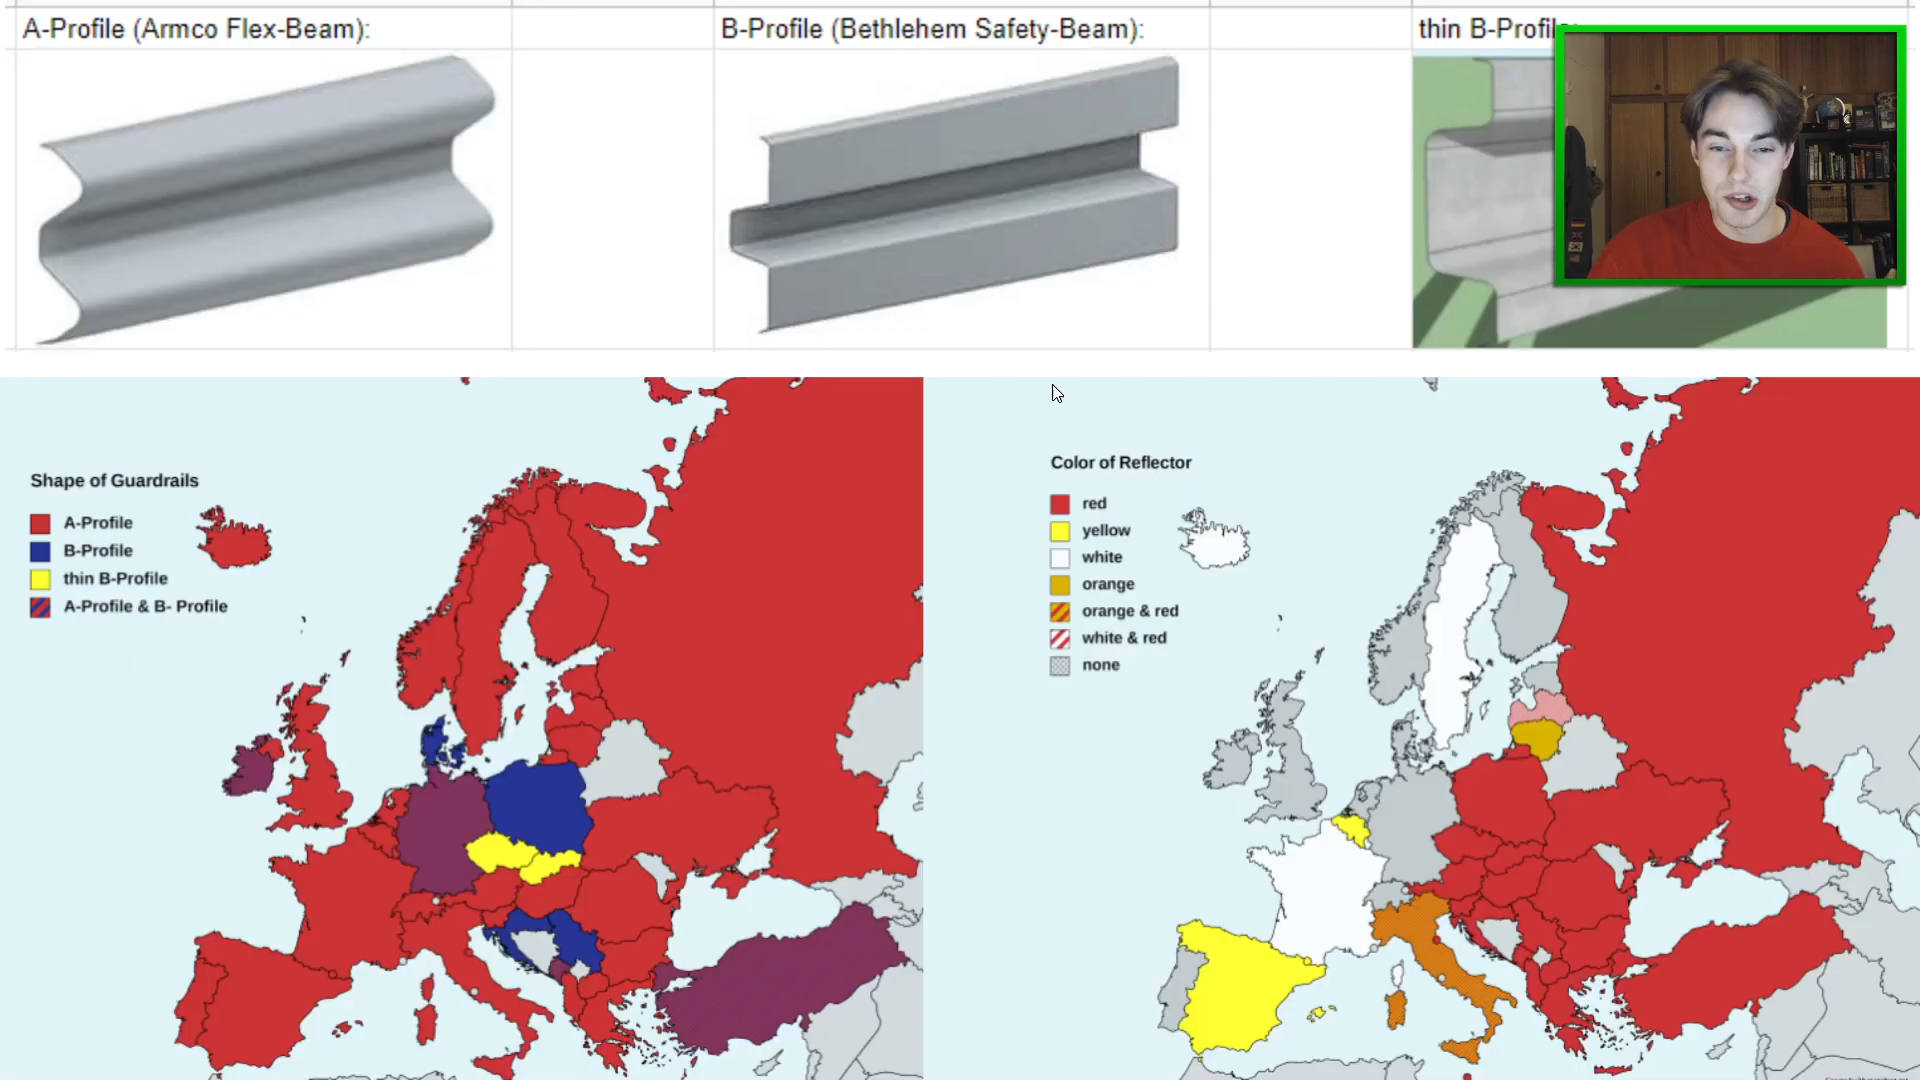 A-Profile (Armco Flex-Beam):
B-Profile (Bethlehem Safety-Beam):
thin B-Profile:
Shape of Guardrails
A-Profile
B-Profile
thin B-Profile
A-Profile & B- Profile
Color of Reflector
red
yellow
white
orange
orange & red
white & red
none